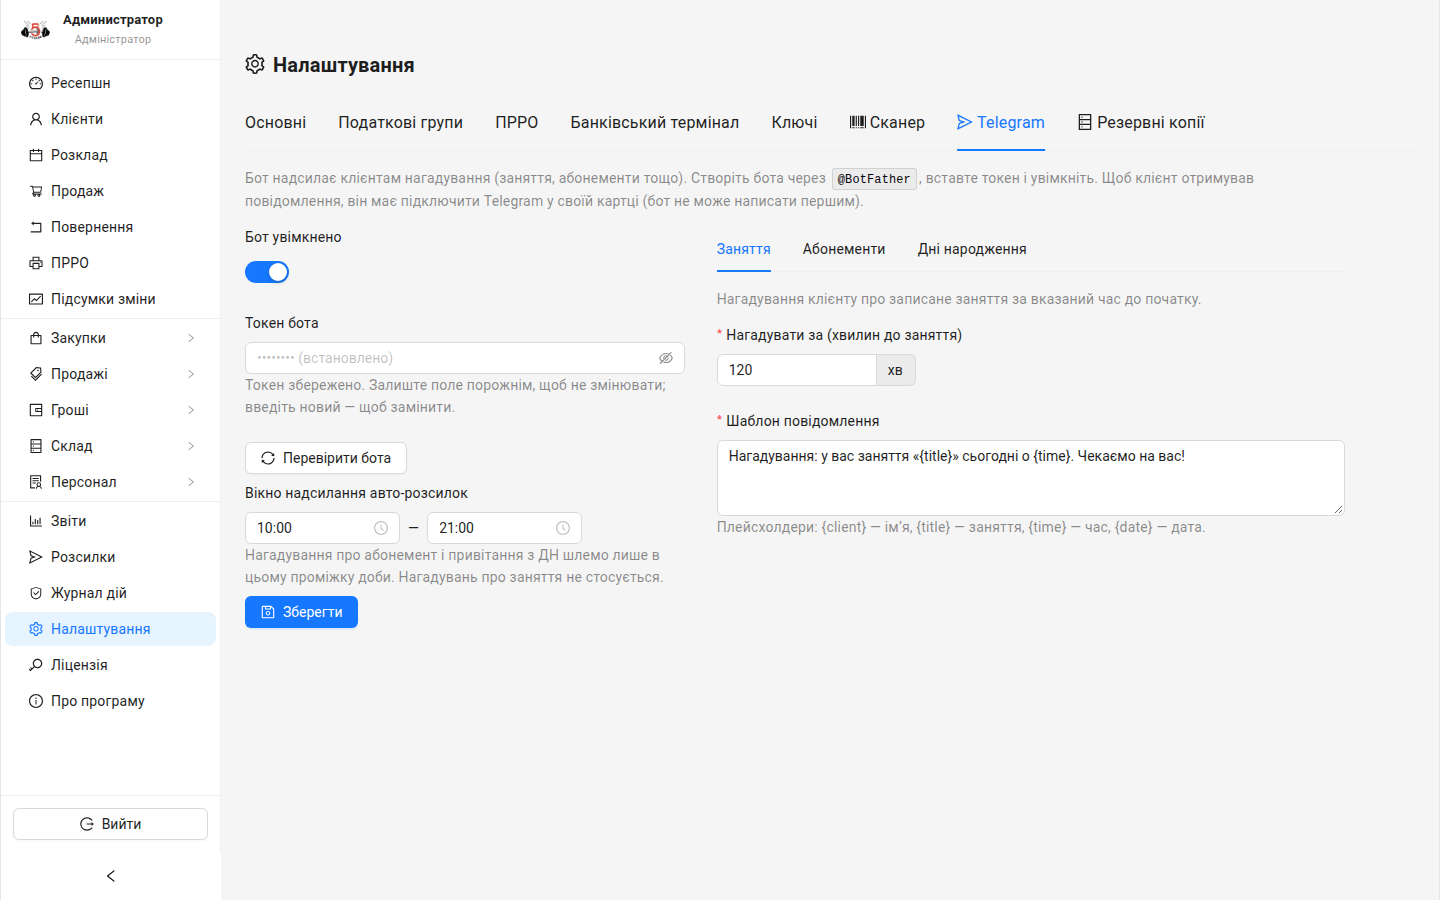 Администратор
Адміністратор
Ресепшн
Клієнти
Розклад
Продаж
Повернення
ПРРО
Підсумки зміни
Закупки
Продажі
Гроші
Склад
Персонал
Звіти
Розсилки
Журнал дій
Налаштування
Ліцензія
Про програму
Вийти
Налаштування
Основні Податкові групи ПРРО Банківський термінал Ключі Сканер Telegram Резервні копії
Бот надсилає клієнтам нагадування (заняття, абонементи тощо). Створіть бота через @BotFather , вставте токен і увімкніть. Щоб клієнт отримував
повідомлення, він має підключити Telegram у своїй картці (бот не може написати першим).
Бот увімкнено
Токен бота
•••••••• (встановлено)
Токен збережено. Залиште поле порожнім, щоб не змінювати;
введіть новий — щоб замінити.
Перевірити бота
Вікно надсилання авто-розсилок
10:00 — 21:00
Нагадування про абонемент і привітання з ДН шлемо лише в
цьому проміжку доби. Нагадувань про заняття не стосується.
Зберегти
Заняття Абонементи Дні народження
Нагадування клієнту про записане заняття за вказаний час до початку.
* Нагадувати за (хвилин до заняття)
120 хв
* Шаблон повідомлення
Нагадування: у вас заняття «{title}» сьогодні о {time}. Чекаємо на вас!
Плейсхолдери: {client} — ім’я, {title} — заняття, {time} — час, {date} — дата.